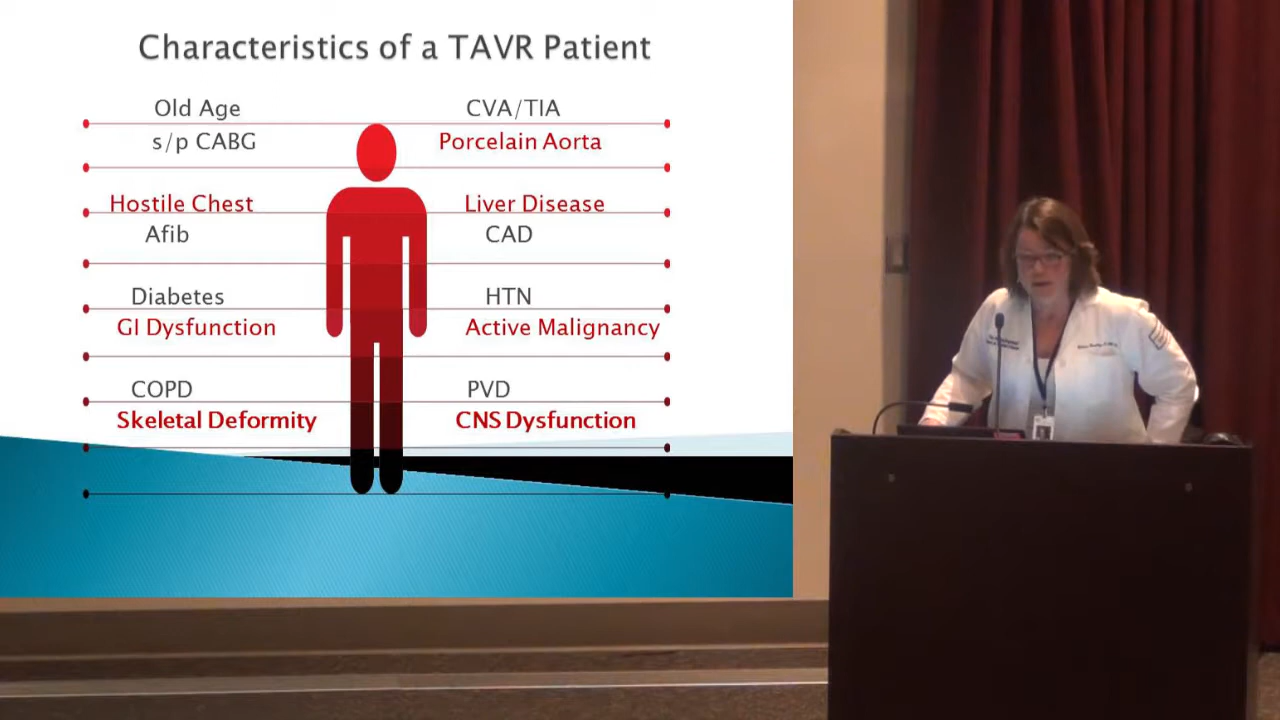 Characteristics of a TAVR Patient
Old Age
s/p CABG
Hostile Chest
Afib
Diabetes
GI Dysfunction
COPD
Skeletal Deformity
CVA/TIA
Porcelain Aorta
Liver Disease
CAD
HTN
Active Malignancy
PVD
CNS Dysfunction